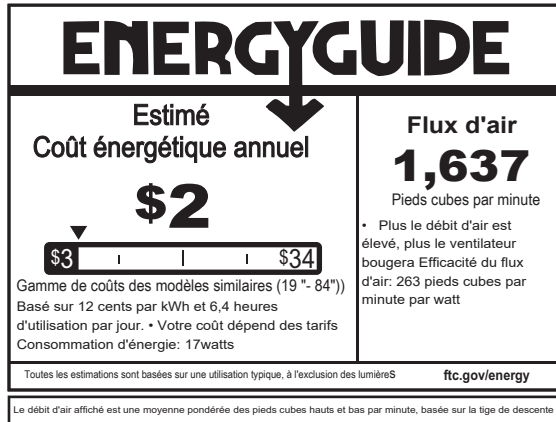 ENERGYGUIDE
Estimé
Coût énergétique annuel
$2
$3
$34
Gamme de coûts des modèles similaires (19 "- 84"))
Basé sur 12 cents par kWh et 6,4 heures
d'utilisation par jour. • Votre coût dépend des tarifs
Consommation d'énergie: 17watts
Flux d'air
1,637
Pieds cubes par minute
• Plus le débit d'air est
élevé, plus le ventilateur
bougera Efficacité du flux
d'air: 263 pieds cubes par
minute par watt
Toutes les estimations sont basées sur une utilisation typique, à l'exclusion des lumièreS
ftc.gov/energy
Le débit d'air affiché est une moyenne pondérée des pieds cubes hauts et bas par minute, basée sur la tige de descente